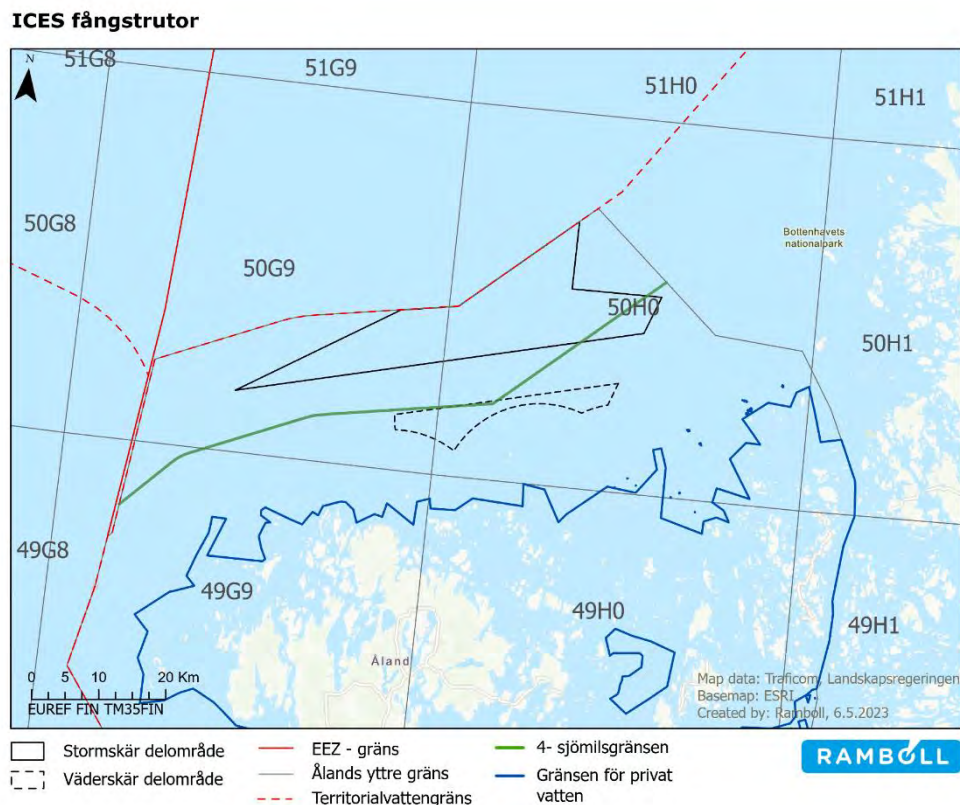 ICES fångstrutor
N
51G8
51G9
51H0
51H1
50G8
50G9
Bottenhavets
nationalpark
50H0
50H1
49G8
49G9
49H0
49H1
Åland
0 5 10 20 Km
EUREF FIN TM35FIN
Map data: Traficom, Landskapsregeringen
Basemap: ESRI
Created by: Ramboll, 6.5.2023
Stormskär delområde
Väderskär delområde
EEZ - gräns
Ålands yttre gräns
Territorialvattengräns
4- sjömilsgränsen
Gränsen för privat
vatten
RAMBOLL